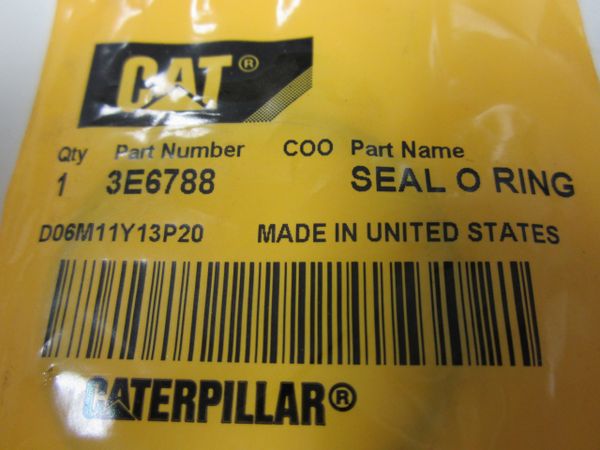 CAT®
Qty Part Number COO Part Name
1 3E6788 SEAL O RING
D06M11Y13P20 MADE IN UNITED STATES
CATERPILLAR®